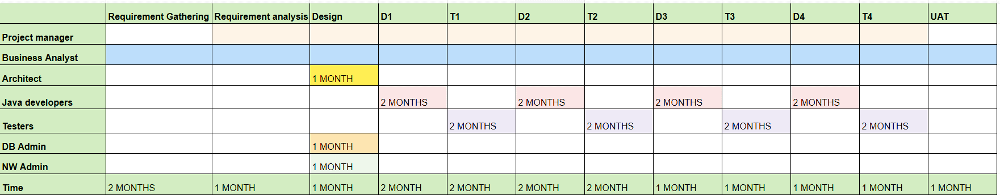 Requirement Gathering Requirement analysis Design D1 T1 D2 T2 D3 T3 D4 T4 UAT
Project manager
Business Analyst
Architect 1 MONTH
Java developers 2 MONTHS 2 MONTHS 2 MONTHS 2 MONTHS
Testers 2 MONTHS 2 MONTHS 2 MONTHS 2 MONTHS
DB Admin 1 MONTH
NW Admin 1 MONTH
Time 2 MONTHS 1 MONTH 1 MONTH 2 MONTH 2 MONTH 2 MONTH 2 MONTH 1 MONTH 1 MONTH 1 MONTH 1 MONTH 1 MONTH